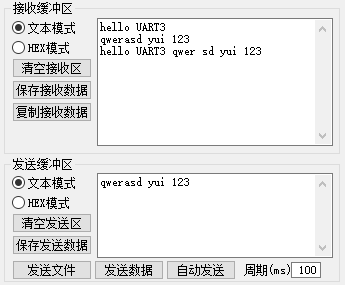 接收缓冲区
文本模式
HEX模式
清空接收区
保存接收数据
复制接收数据
hello UART3
qwerasd yui 123
hello UART3 qwer sd yui 123
发送缓冲区
文本模式
HEX模式
清空发送区
保存发送数据
qwerasd yui 123
发送文件 发送数据 自动发送 周期(ms) 100